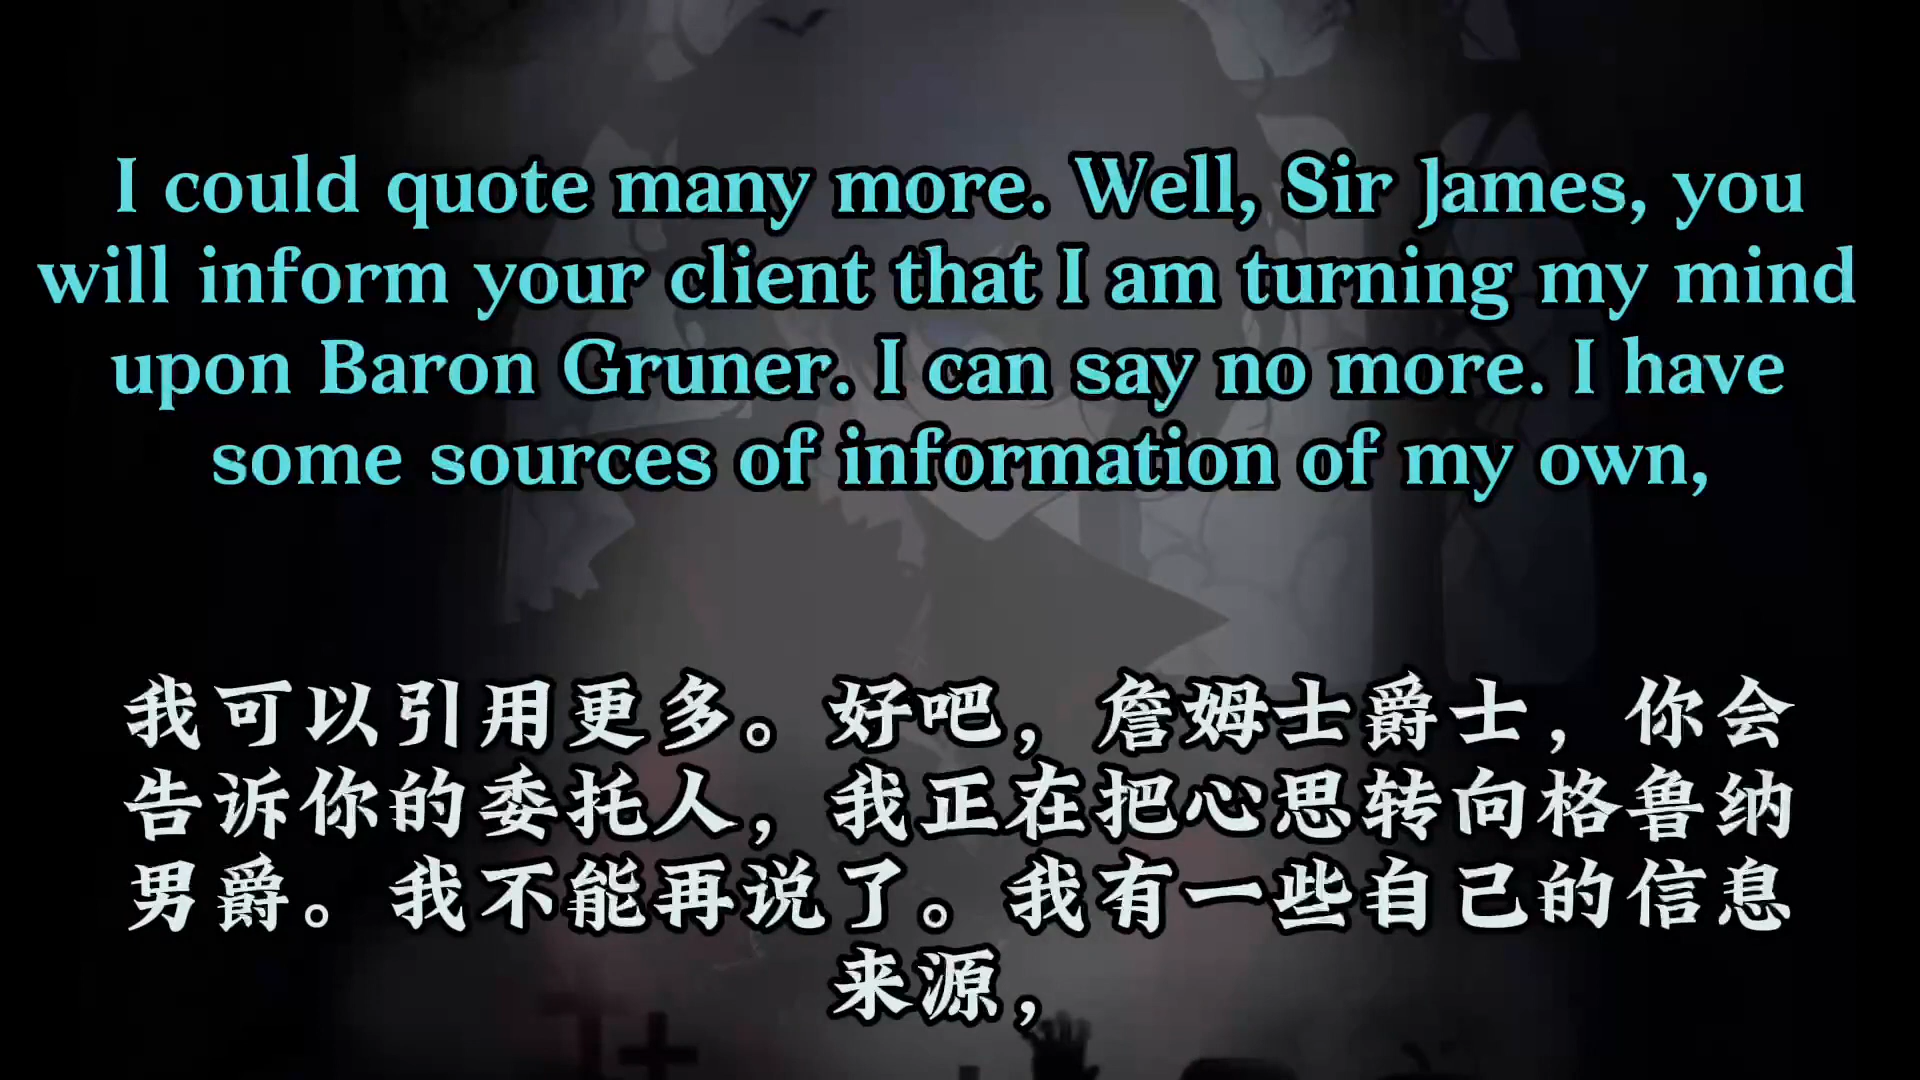 I could quote many more. Well, Sir James, you
will inform your client that I am turning my mind
upon Baron Gruner. I can say no more. I have
some sources of information of my own,
我可以引用更多。好吧，詹姆士爵士，你会
告诉你的委托人，我正在把心思转向格鲁纳
男爵。我不能再说了。我有一些自己的信息
来源，